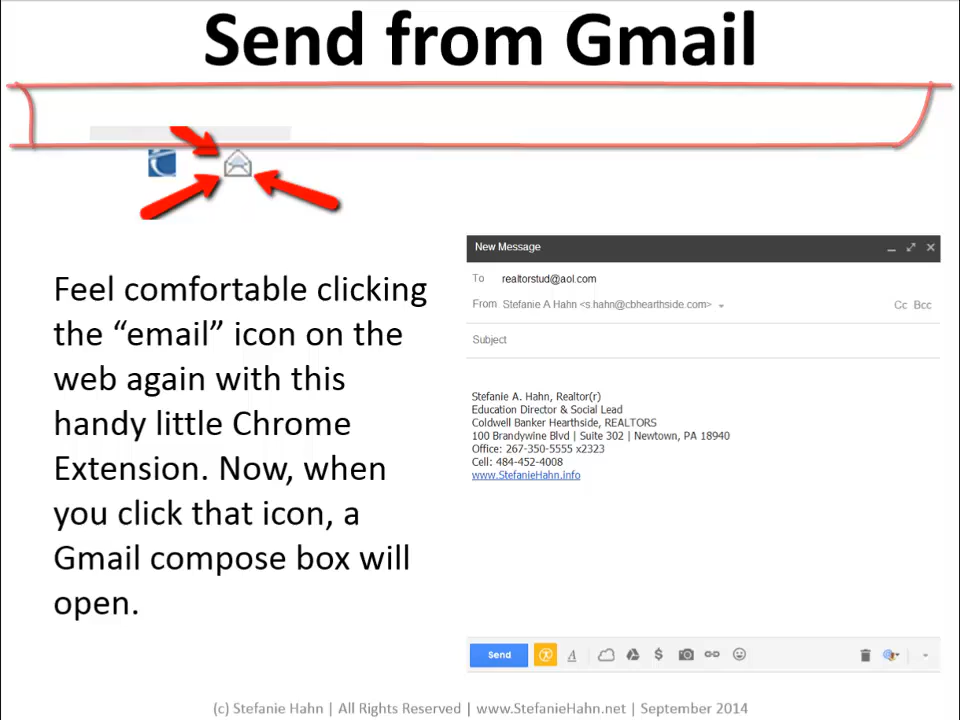 Send from Gmail
Feel comfortable clicking
the “email” icon on the
web again with this
handy little Chrome
Extension. Now, when
you click that icon, a
Gmail compose box will
open.
New Message
To realtorstud@aol.com
From Stefanie A Hahn <s.hahn@cbhearthside.com> Cc Bcc
Subject
Stefanie A. Hahn, Realtor(r)
Education Director & Social Lead
Coldwell Banker Hearthside, REALTORS
100 Brandywine Blvd | Suite 302 | Newtown, PA 18940
Office: 267-350-5555 x2323
Cell: 484-452-4008
www.StefanieHahn.info
Send
(c) Stefanie Hahn | All Rights Reserved | www.StefanieHahn.net | September 2014